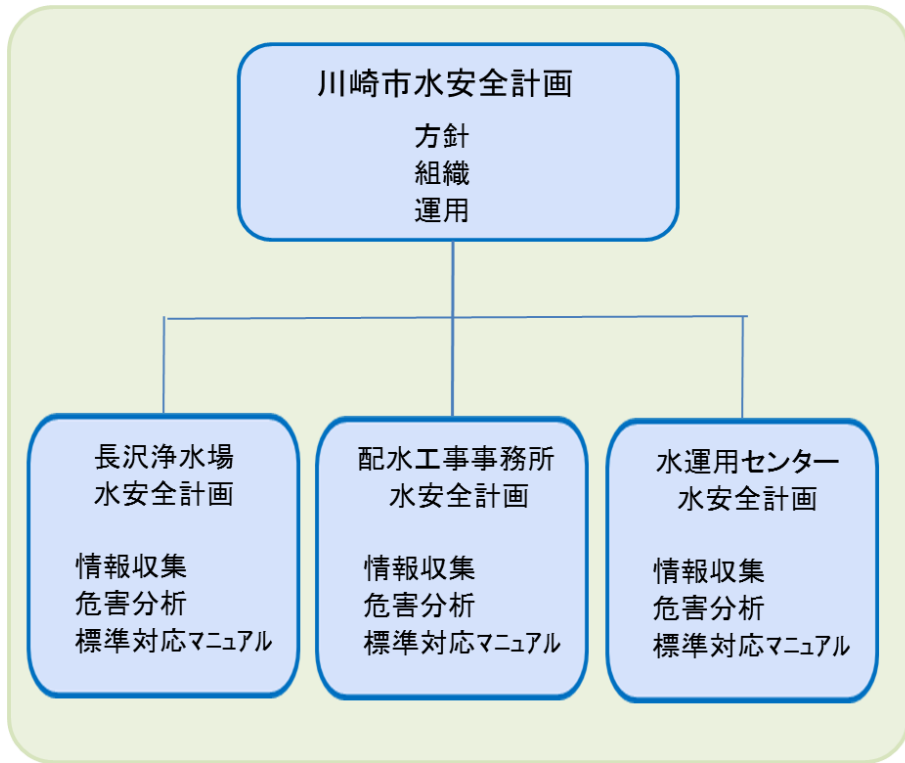 川崎市水安全計画
方針
組織
運用
長沢浄水場
水安全計画
情報収集
危害分析
標準対応マニュアル
配水工事事務所
水安全計画
情報収集
危害分析
標準対応マニュアル
水運用センター
水安全計画
情報収集
危害分析
標準対応マニュアル